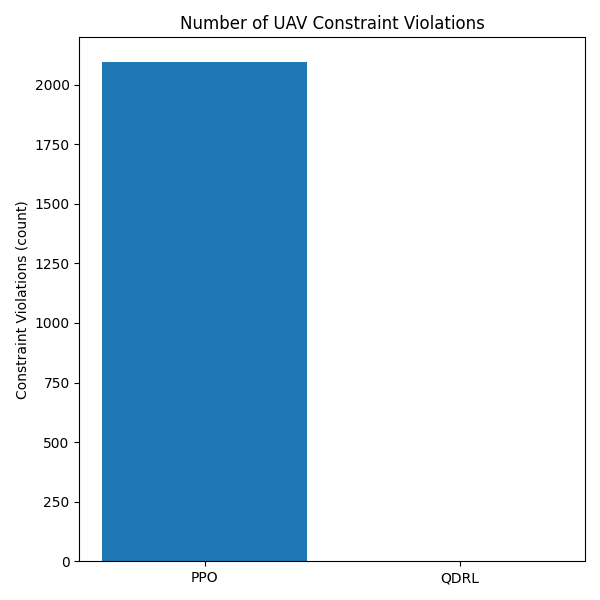 Number of UAV Constraint Violations
Constraint Violations (count)
2000
1750
1500
1250
1000
750
500
250
0
PPO
QDRL